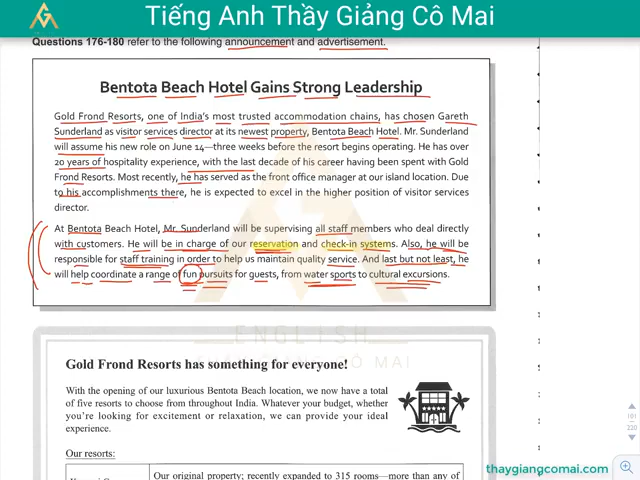 Tiếng Anh Thầy Giảng Cô Mai
Questions 176-180 refer to the following announcement and advertisement.
Bentota Beach Hotel Gains Strong Leadership
Gold Frond Resorts, one of India's most trusted accommodation chains, has chosen Gareth
Sunderland as visitor services director at its newest property, Bentota Beach Hotel. Mr. Sunderland
will assume his new role on June 14—three weeks before the resort begins operating. He has over
20 years of hospitality experience, with the last decade of his career having been spent with Gold
Frond Resorts. Most recently, he has served as the front office manager at our island location. Due
to his accomplishments there, he is expected to excel in the higher position of visitor services
director.
At Bentota Beach Hotel, Mr. Sunderland will be supervising all staff members who deal directly
with customers. He will be in charge of our reservation and check-in systems. Also, he will be
responsible for staff training in order to help us maintain quality service. And last but not least, he
will help coordinate a range of fun pursuits for guests, from water sports to cultural excursions.
ENGLISH
THẦY GIẢNG CÔ MAI
Gold Frond Resorts has something for everyone!
With the opening of our luxurious Bentota Beach location, we now have a total
of five resorts to choose from throughout India. Whatever your budget, whether
you're looking for excitement or relaxation, we can provide your ideal
experience.
Our resorts:
Our original property; recently expanded to 315 rooms—more than any of
191
220
thaygiangcomai.com